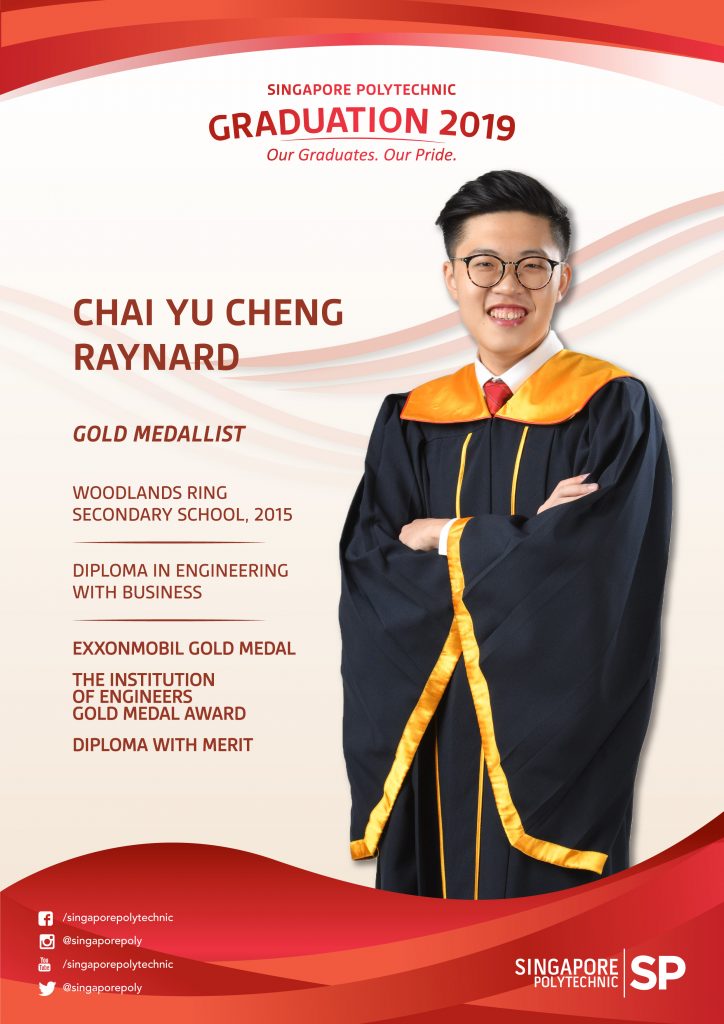 SINGAPORE POLYTECHNIC
GRADUATION 2019
Our Graduates. Our Pride.
CHAI YU CHENG
RAYNARD
GOLD MEDALLIST
WOODLANDS RING
SECONDARY SCHOOL, 2015
DIPLOMA IN ENGINEERING
WITH BUSINESS
EXXONMOBIL GOLD MEDAL
THE INSTITUTION
OF ENGINEERS
GOLD MEDAL AWARD
DIPLOMA WITH MERIT
/singaporepolytechnic
@singaporepoly
You Tube /singaporepolytechnic
@singaporepoly
SINGAPORE
POLYTECHNIC
SP